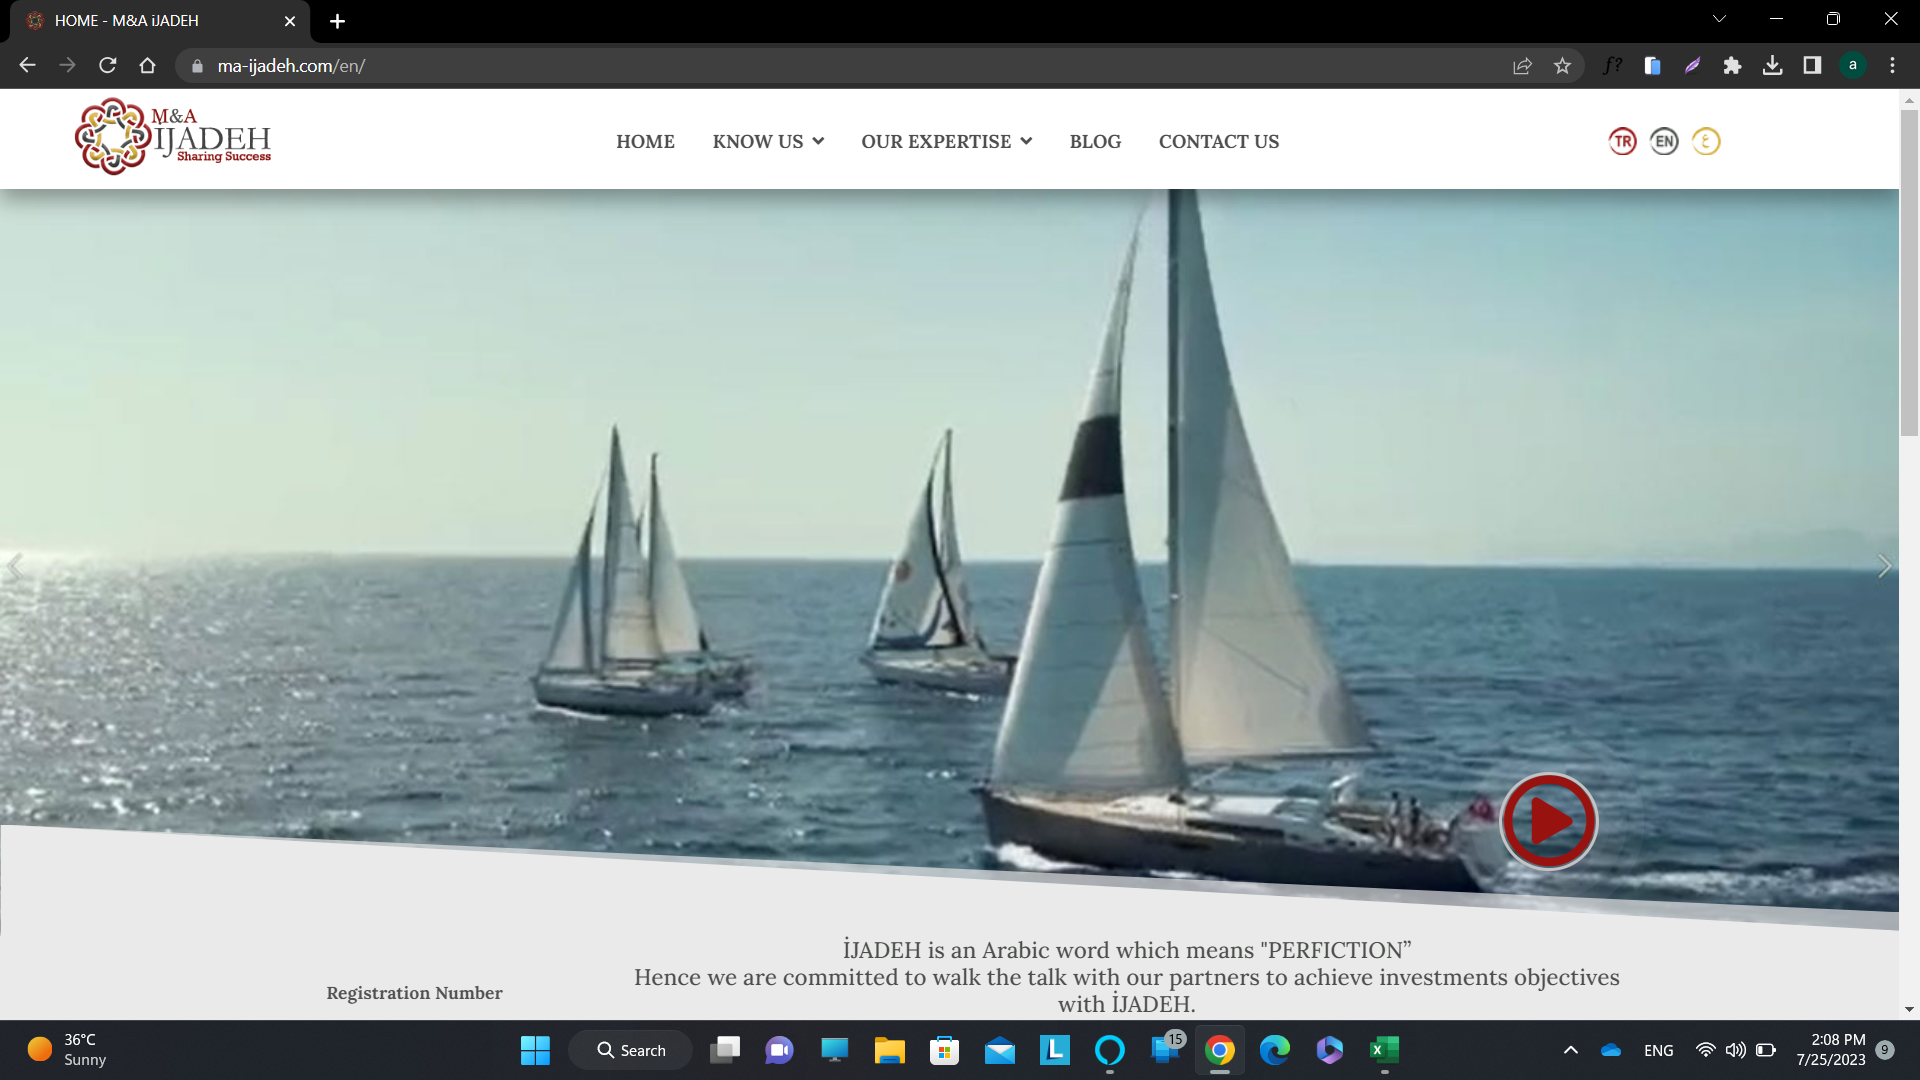 HOME - M&A iJADEH
ma-ijadeh.com/en/
f?
a
M&A
IJADEH
Sharing Success
HOME
KNOW US
OUR EXPERTISE
BLOG
CONTACT US
TR
EN
ع
İJADEH is an Arabic word which means "PERFICTION”
Hence we are committed to walk the talk with our partners to achieve investments objectives
with İJADEH.
Registration Number
36°C
Sunny
Search
L
15
X
ENG
2:08 PM
7/25/2023
9